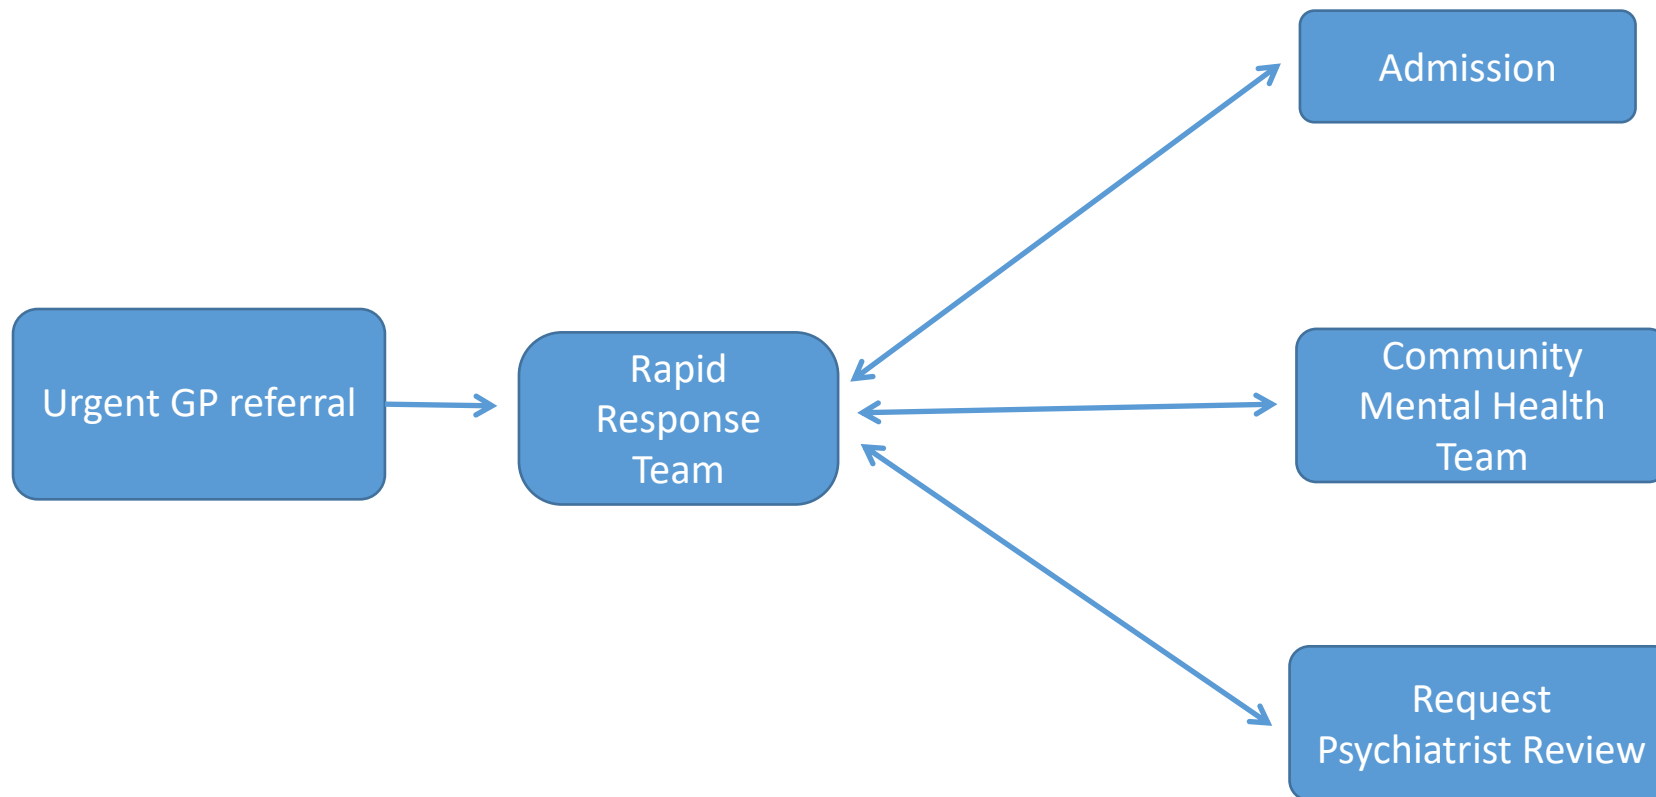 Admission
Urgent GP referral
Rapid
Response
Team
Community
Mental Health
Team
Request
Psychiatrist Review